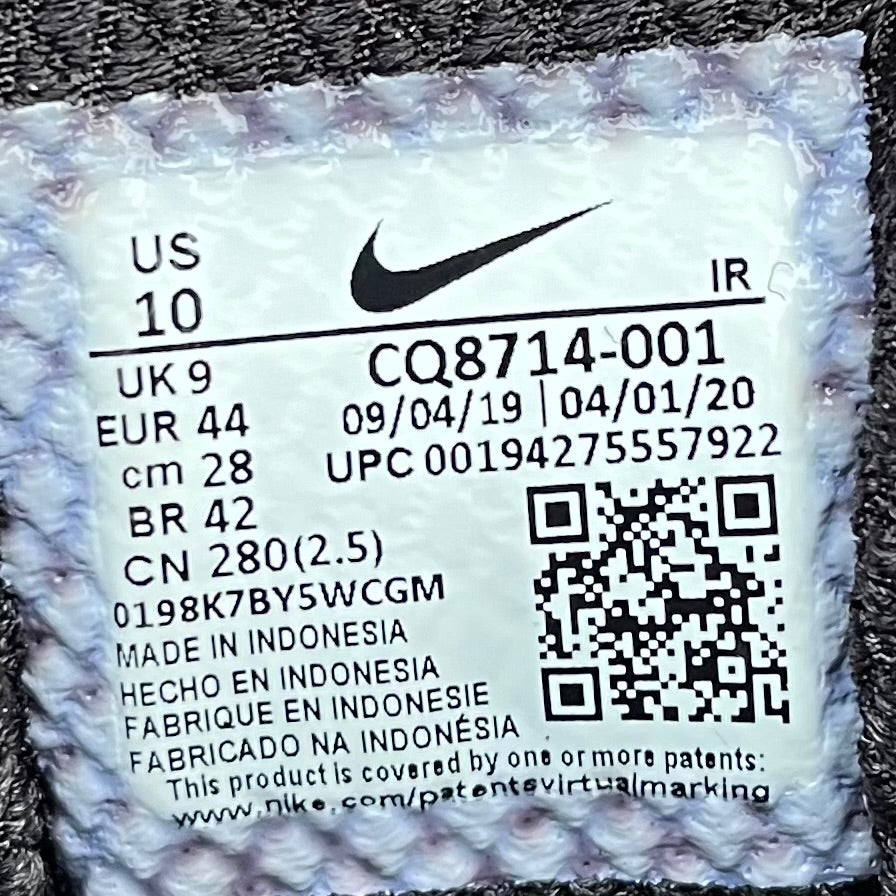 US
10
IR
UK 9
EUR 44
cm 28
BR 42
CN 280(2.5)
CQ8714-001
09/04/19 | 04/01/20
UPC 00194275557922
0198K7BY5WCGM
MADE IN INDONESIA
HECHO EN INDONESIA
FABRIQUE EN INDONESIE
FABRICADO NA INDONÉSIA
This product is covered by one or more patents:
www.nike.com/patentsvirtualmarking